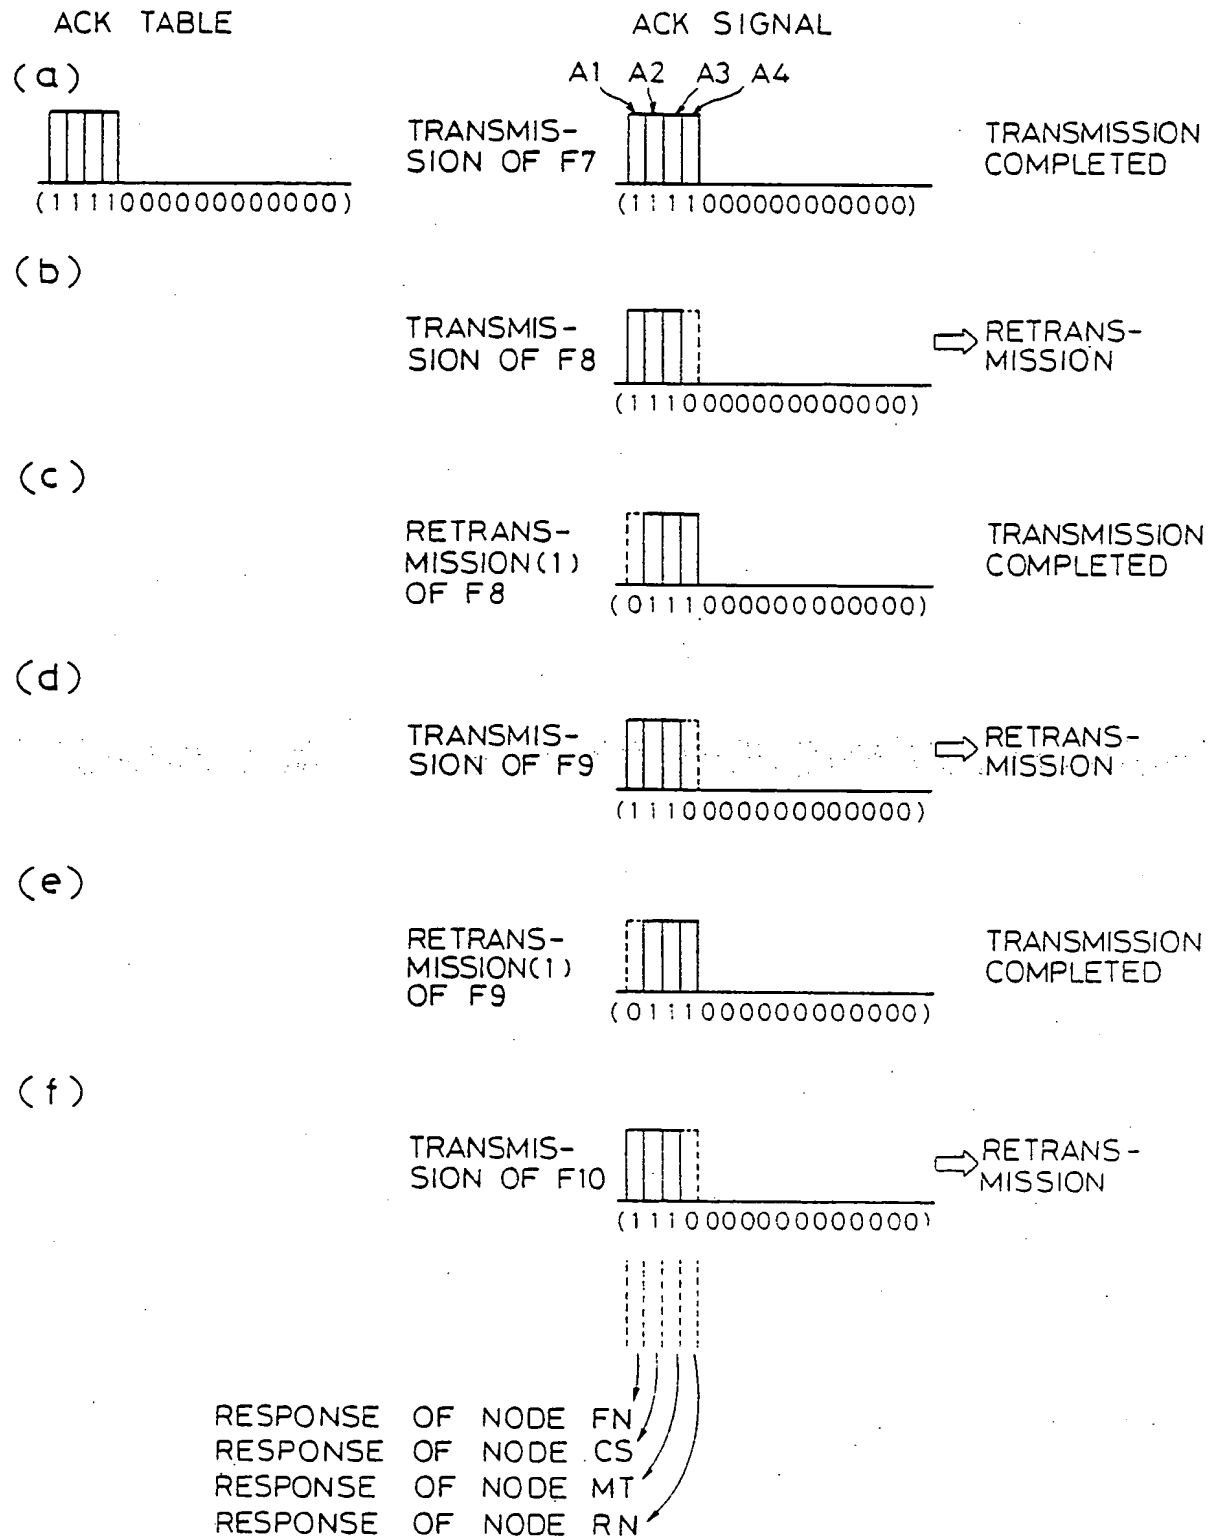 ACK TABLE
ACK SIGNAL
(a)
A1 A2 A3 A4
TRANSMIS-
SION OF F7
TRANSMISSION
COMPLETED
(1111000000000000)
(1111000000000000)
(b)
TRANSMIS-
SION OF F8
RETRANS-
MISSION
(1110000000000000)
(c)
RETRANS-
MISSION(1)
OF F8
TRANSMISSION
COMPLETED
(0111000000000000)
(d)
TRANSMIS-
SION OF F9
RETRANS-
MISSION
(1110000000000000)
(e)
RETRANS-
MISSION(1)
OF F9
TRANSMISSION
COMPLETED
(0111000000000000)
(f)
TRANSMIS-
SION OF F10
RETRANS-
MISSION
(1110000000000000)
RESPONSE OF NODE FN
RESPONSE OF NODE CS
RESPONSE OF NODE MT
RESPONSE OF NODE RN